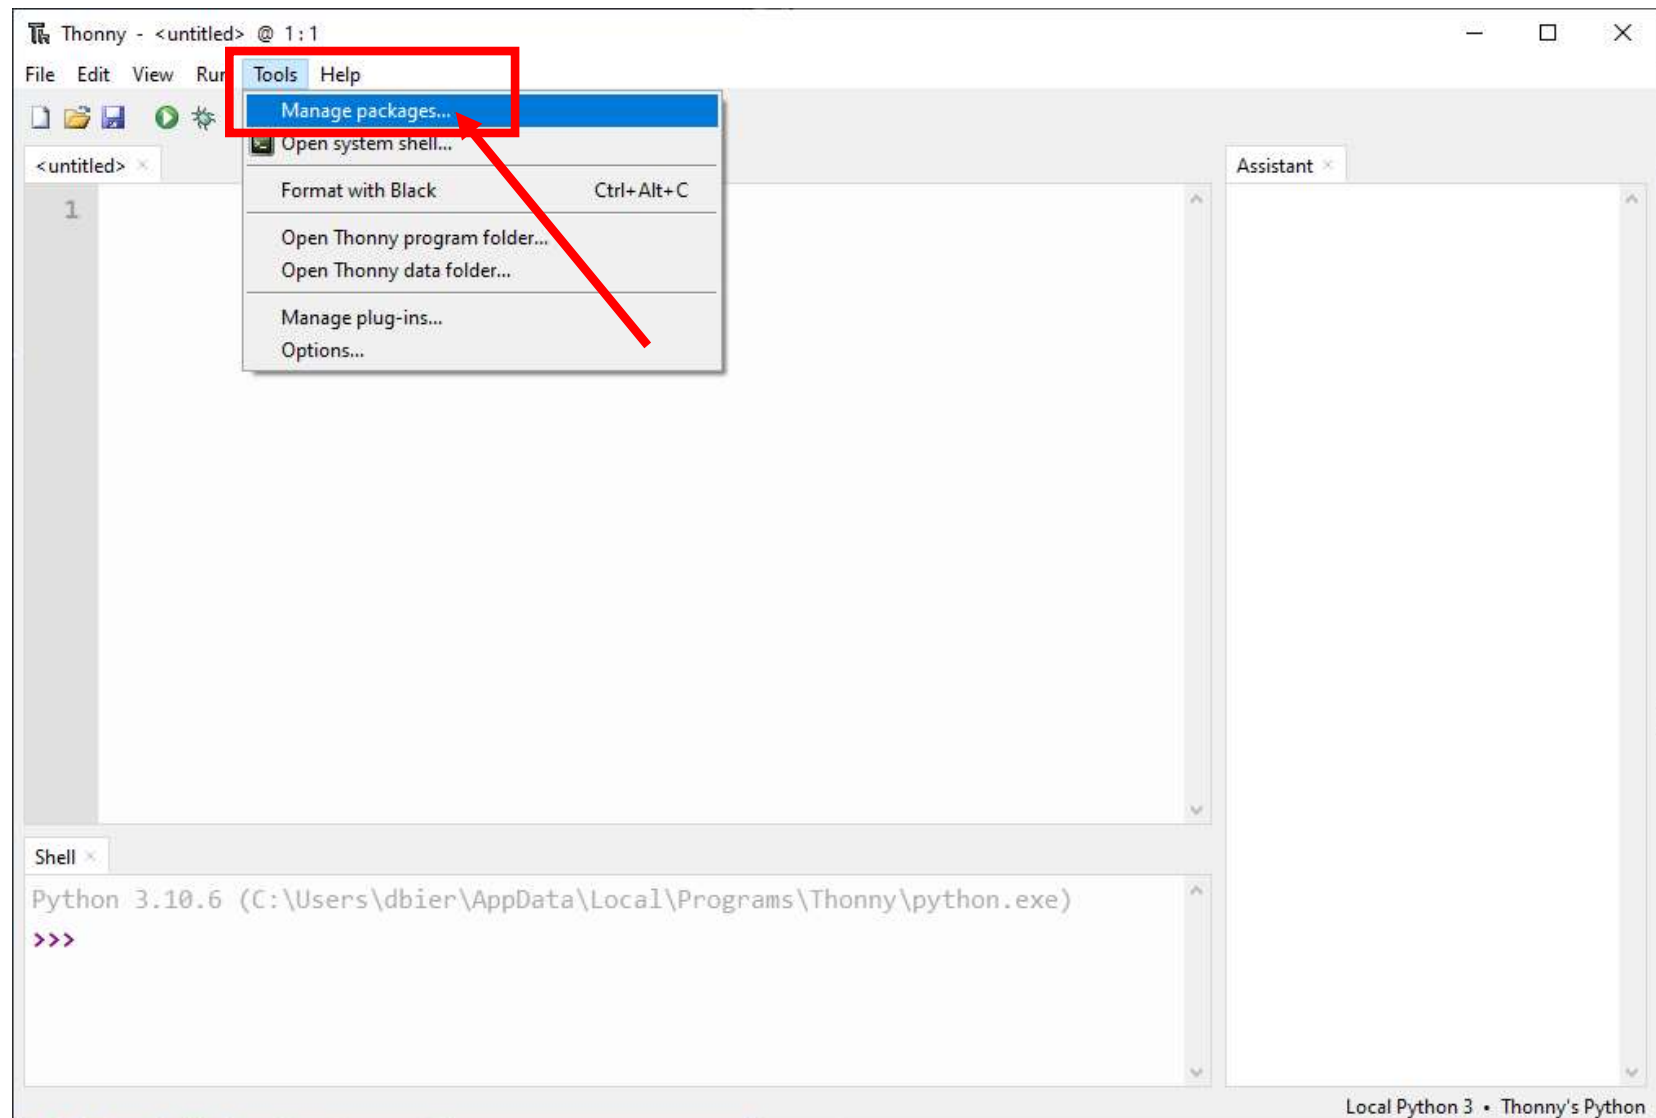 Thonny - <untitled> @ 1:1
File Edit View Run Tools Help
Manage packages...
Open system shell...
<untitled>
Assistant
Format with Black Ctrl+Alt+C
1
Open Thonny program folder...
Open Thonny data folder...
Manage plug-ins...
Options...
Shell
Python 3.10.6 (C:\Users\dbier\AppData\Local\Programs\Thonny\python.exe)
>>>
Local Python 3 • Thonny's Python